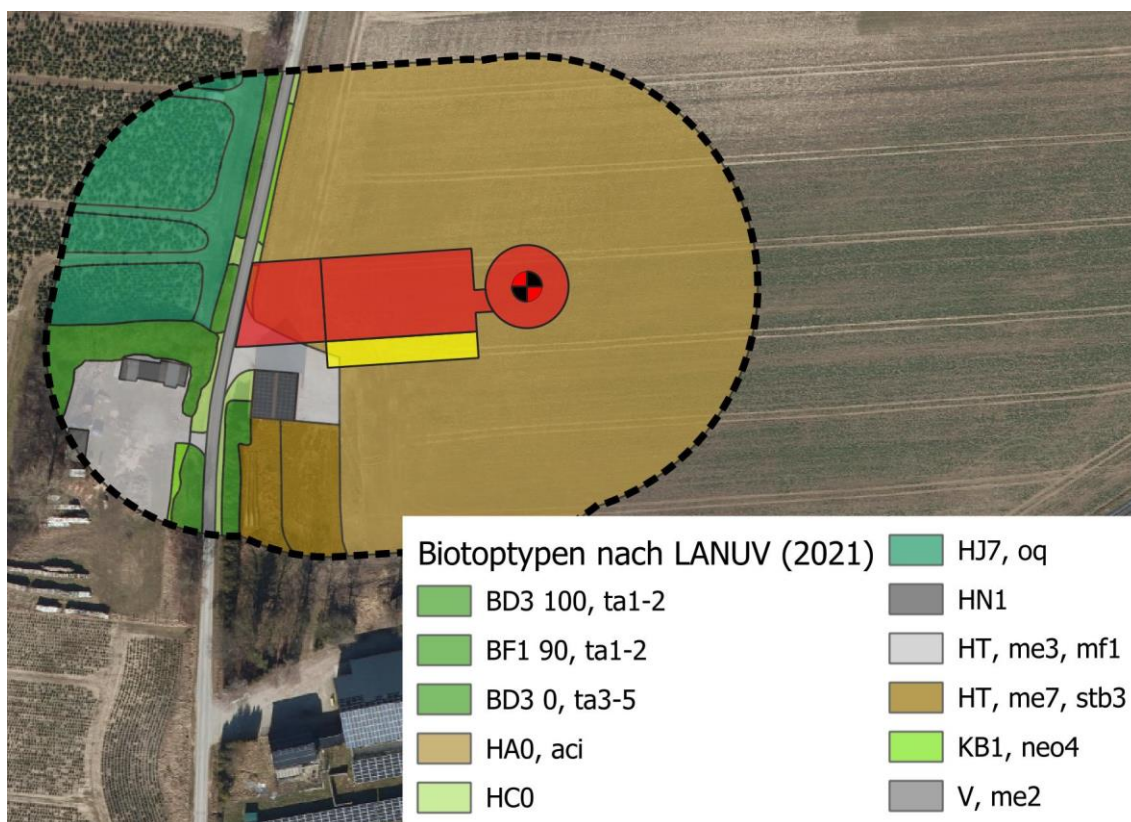 Biotoptypen nach LANUV (2021)
BD3 100, ta1-2
BF1 90, ta1-2
BD3 0, ta3-5
HA0, aci
HC0
HJ7, oq
HN1
HT, me3, mf1
HT, me7, stb3
KB1, neo4
V, me2